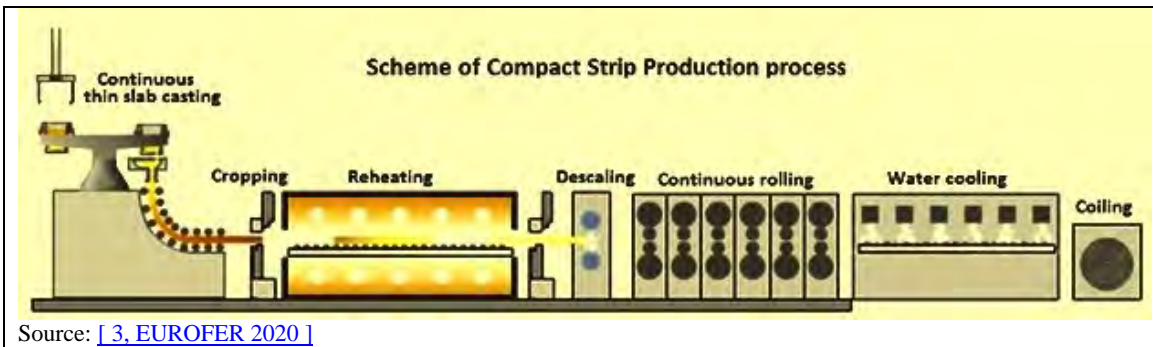 Scheme of Compact Strip Production process
Continuous
thin slab casting
Cropping
Reheating
Descaling
Continuous rolling
Water cooling
Coiling
Source: [ 3, EUROFER 2020 ]